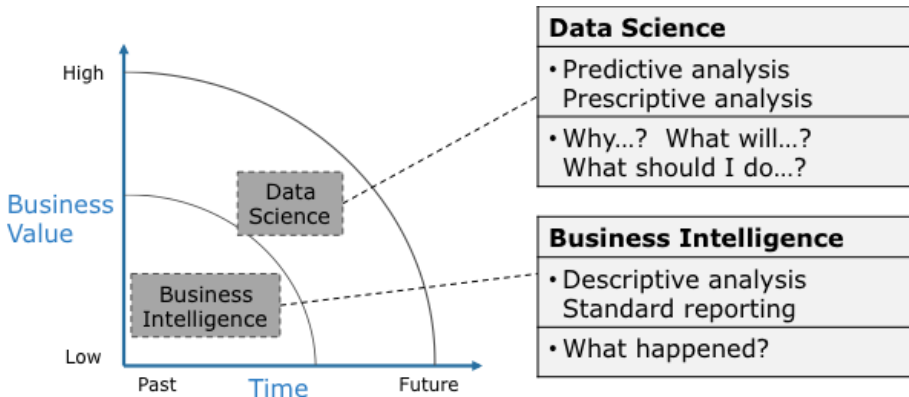 High
Business
Value
Low
Past
Time
Future
Data
Science
Business
Intelligence
Data Science
• Predictive analysis
Prescriptive analysis
• Why...? What will...?
What should I do...?
Business Intelligence
• Descriptive analysis
Standard reporting
• What happened?